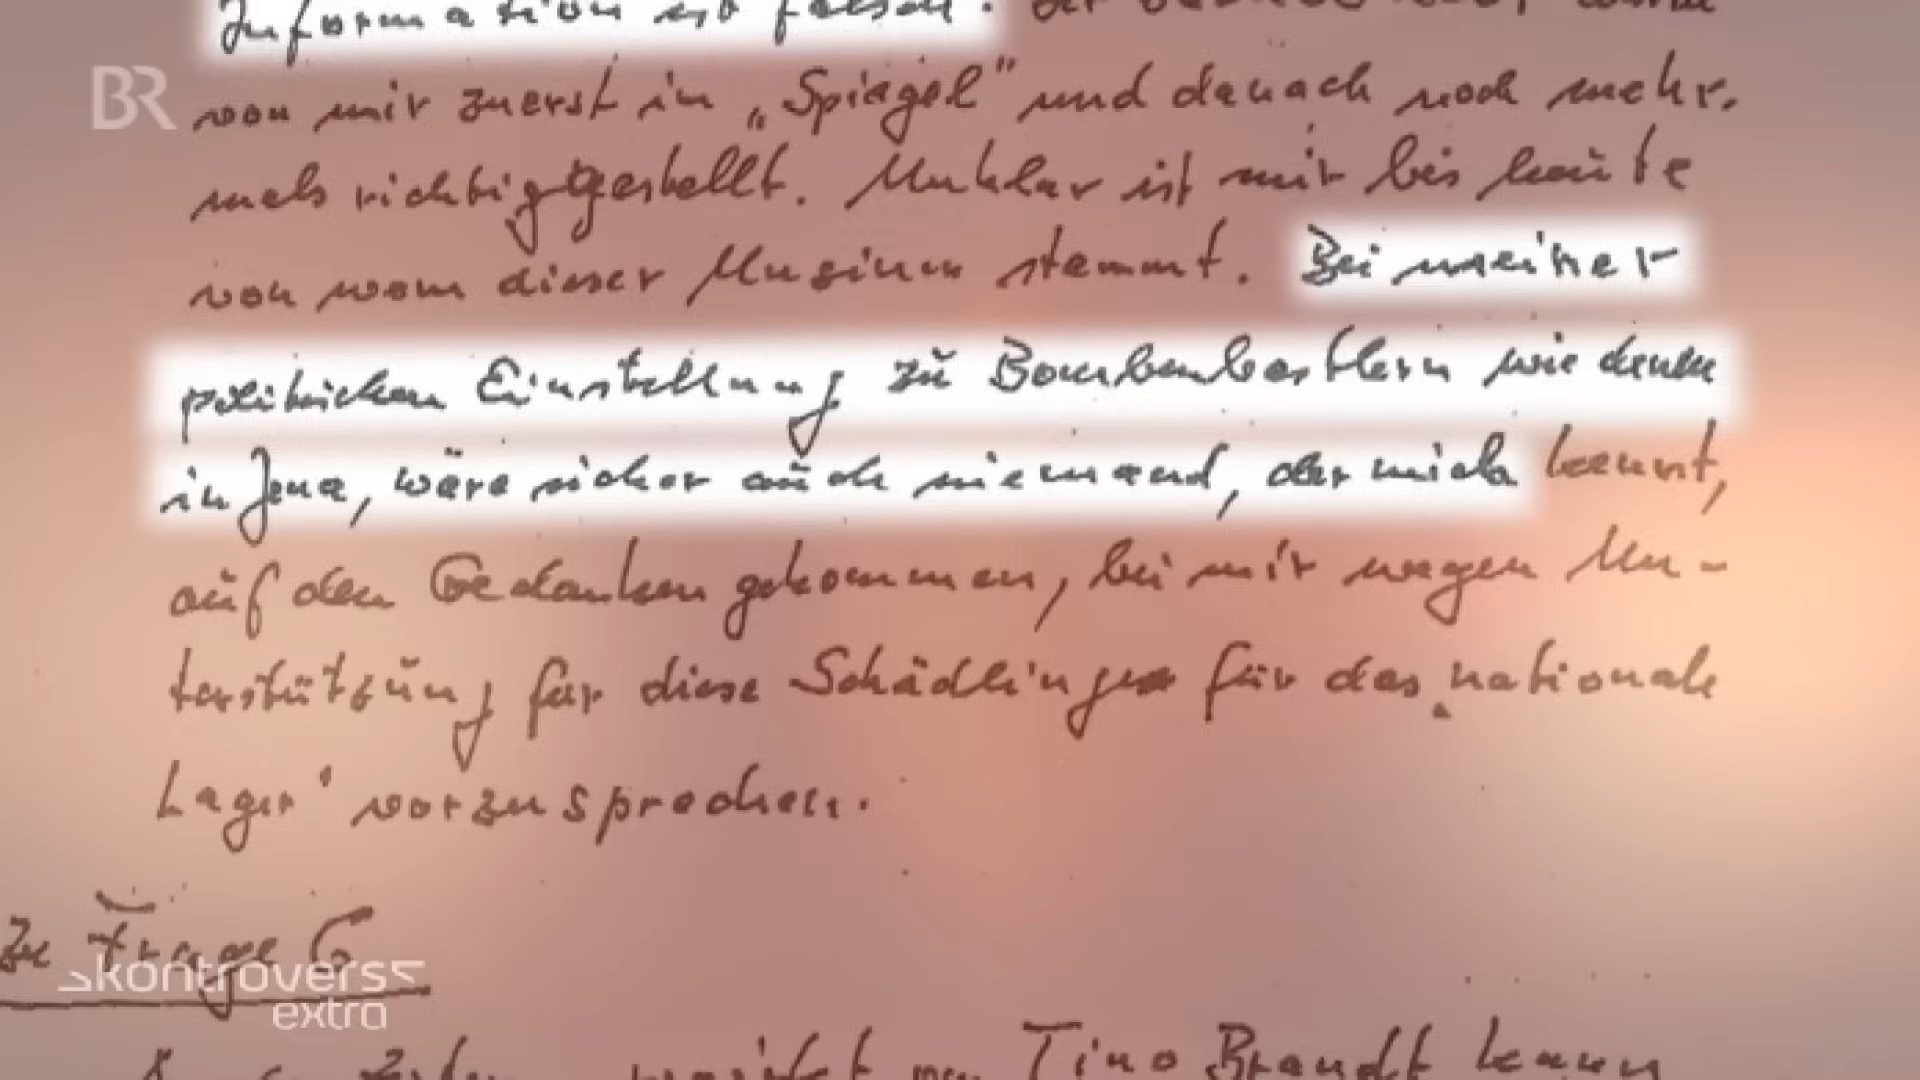 Information ist falsch.
BR
von mir zuerst im „Spiegel" und danach noch mehr-
mals richtiggestellt. Unklar ist mir bis heute
von wem dieser Unsinn stammt. Bei meiner
politischen Einstellung zu Bombenbastlern wie denen
in Jena, wäre sicher auch niemand, der mich kennt,
auf den Gedanken gekommen, bei mir wegen Un-
terstützung für diese Schädlinge für das ‚nationale
Lager' vorzusprechen.
Zu Frage 6
kontrovers
extra
Tino Brandt kenne